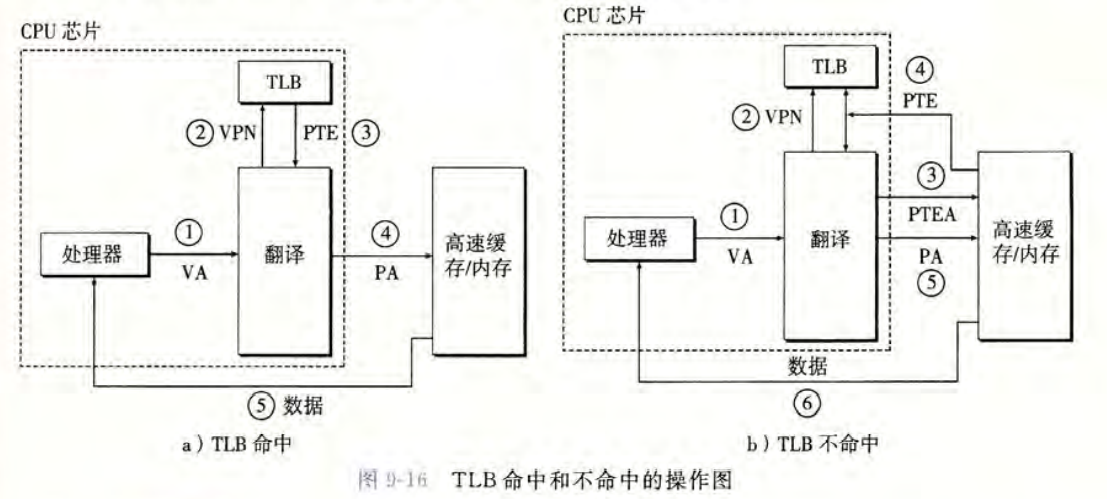 CPU 芯片
TLB
② VPN
PTE ③
处理器
①
VA
翻译
④
PA
高速缓
存/内存
⑤ 数据
a）TLB 命中
CPU 芯片
TLB
④
PTE
② VPN
处理器
①
VA
翻译
③
PTEA
PA
⑤
高速缓
存/内存
数据
⑥
b）TLB 不命中
图 9-16 TLB 命中和不命中的操作图